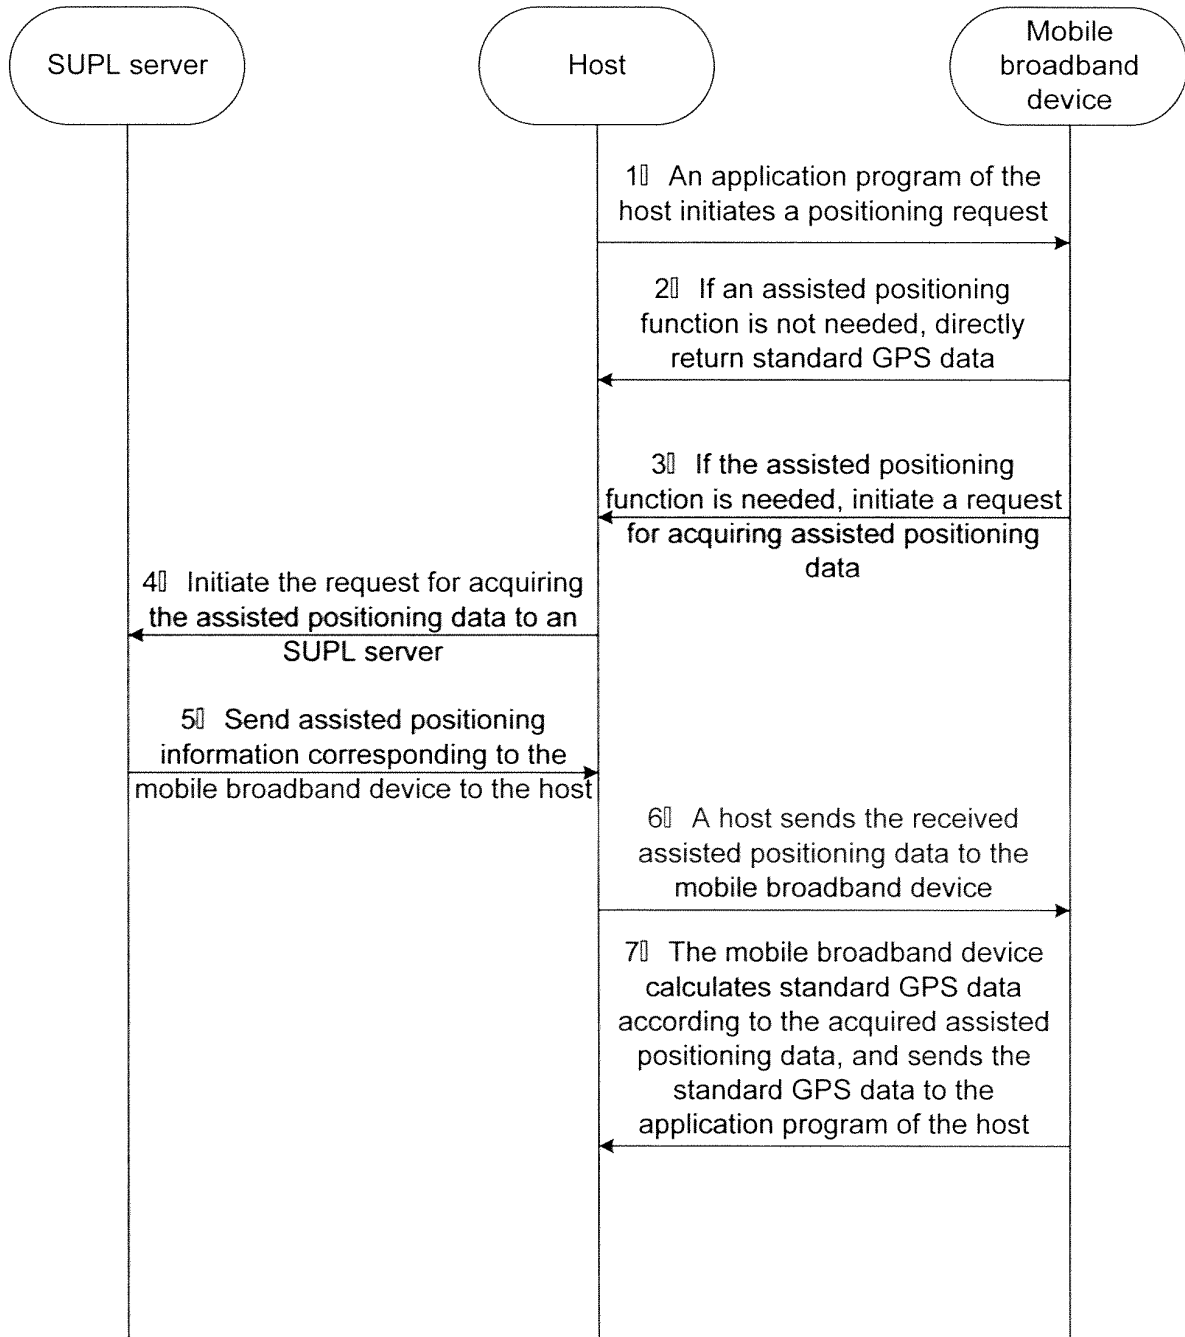 SUPL server
Host
Mobile
broadband
device
1▯ An application program of the
host initiates a positioning request
2▯ If an assisted positioning
function is not needed, directly
return standard GPS data
3▯ If the assisted positioning
function is needed, initiate a request
for acquiring assisted positioning
data
4▯ Initiate the request for acquiring
the assisted positioning data to an
SUPL server
5▯ Send assisted positioning
information corresponding to the
mobile broadband device to the host
6▯ A host sends the received
assisted positioning data to the
mobile broadband device
7▯ The mobile broadband device
calculates standard GPS data
according to the acquired assisted
positioning data, and sends the
standard GPS data to the
application program of the host